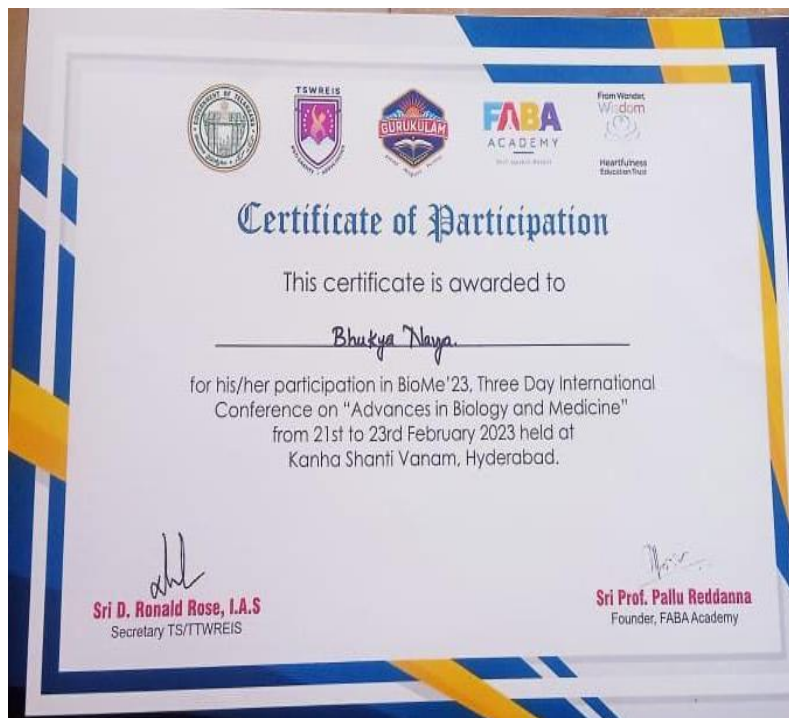 GOVERNMENT OF TELANGANA
TSWREIS
GURUKULAM
FABA
ACADEMY
From Wonder,
Wisdom
Heartfulness
Education Trust
Certificate of Participation
This certificate is awarded to
Bhukya Naya.
for his/her participation in BioMe'23, Three Day International
Conference on "Advances in Biology and Medicine"
from 21st to 23rd February 2023 held at
Kanha Shanti Vanam, Hyderabad.
Sri D. Ronald Rose, I.A.S
Secretary TS/TTWREIS
Sri Prof. Pallu Reddanna
Founder, FABA Academy